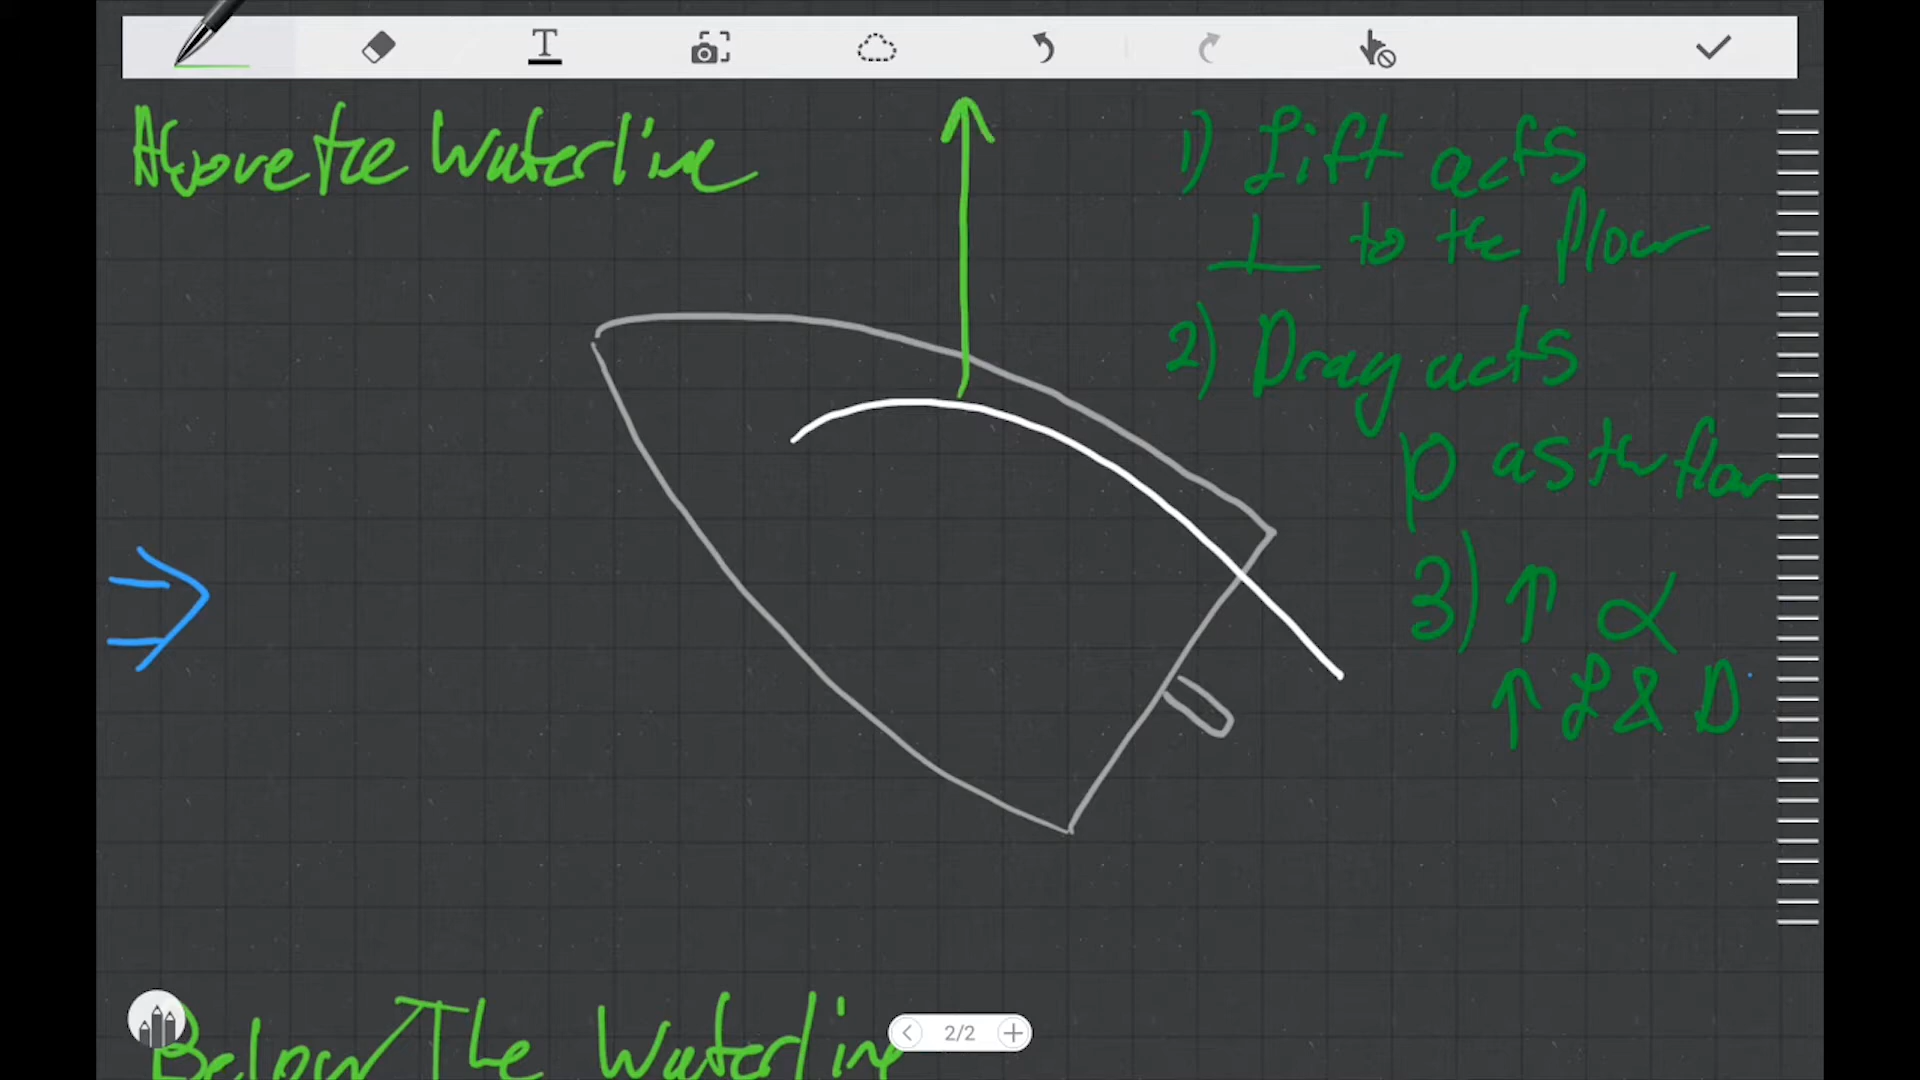 T
Above the Waterline
1) Lift acts
⊥ to the flow
2) Drag acts
p as the flow
3) ↑ α
↑ L & D
Below The Waterline
2/2